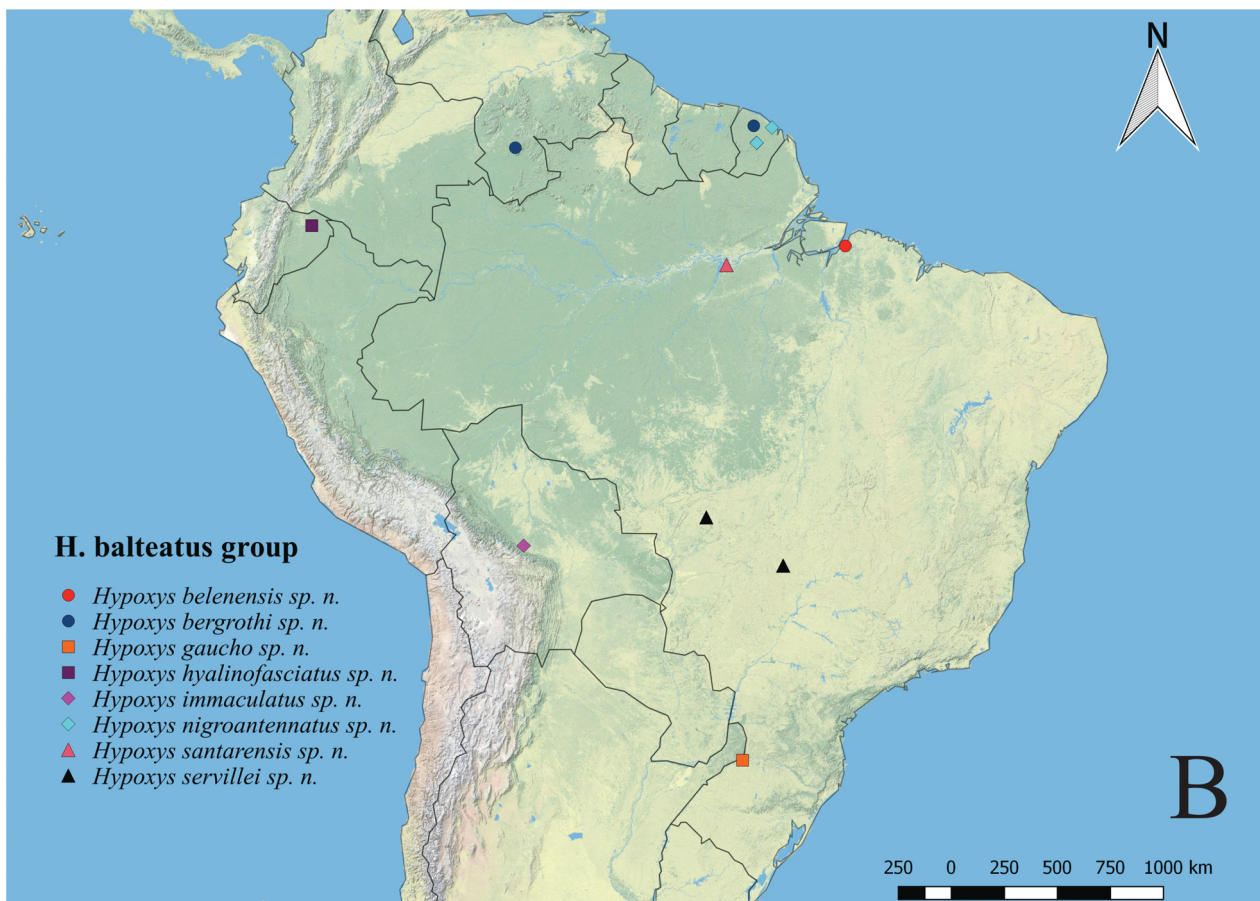 N
H. balteatus group
Hypoxys belenensis sp. n.
Hypoxys bergrothi sp. n.
Hypoxys gaucho sp. n.
Hypoxys hyalinofasciatus sp. n.
Hypoxys immaculatus sp. n.
Hypoxys nigroantennatus sp. n.
Hypoxys santarensis sp. n.
Hypoxys servillei sp. n.
B
250 0 250 500 750 1000 km